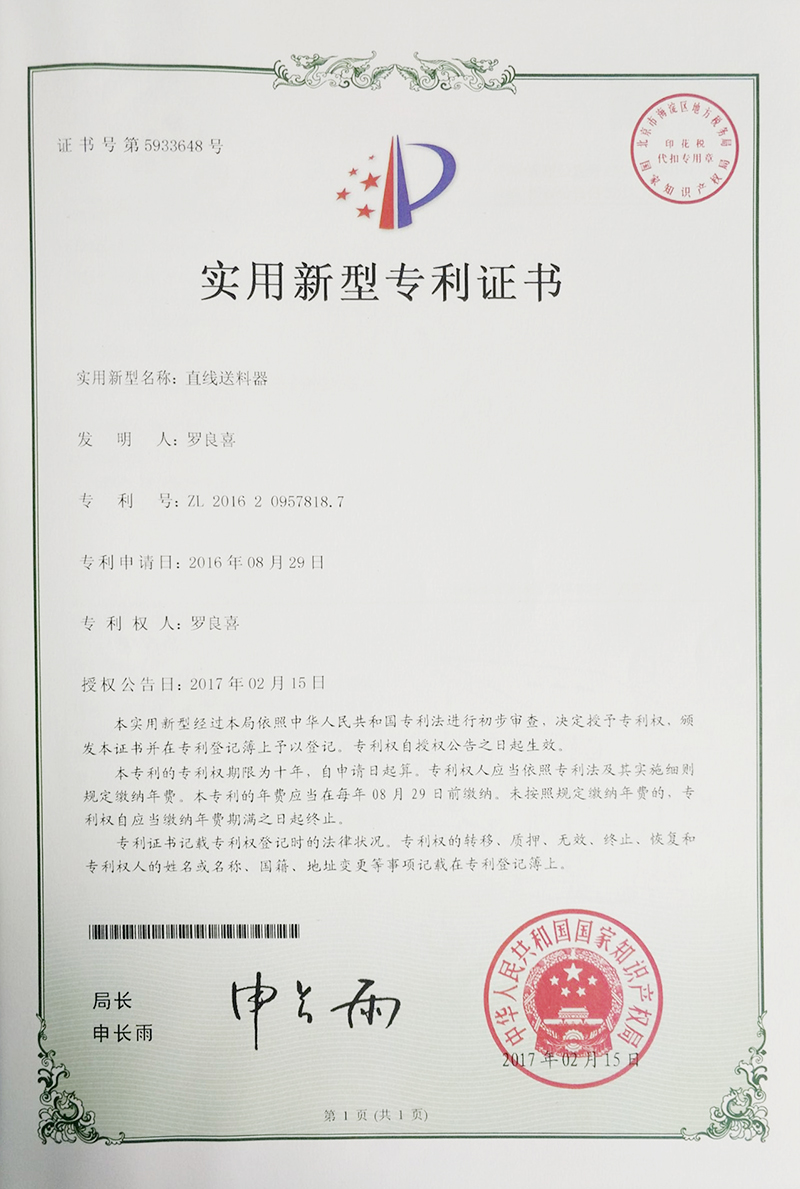 证书号第5933648号
北京市海淀区地方税务局
印花税
代扣专用章
国家知识产权局
实用新型专利证书
实用新型名称：直线送料器
发明人：罗良喜
专利号：ZL 2016 2 0957818.7
专利申请日：2016年08月29日
专利权人：罗良喜
授权公告日：2017年02月15日
本实用新型经过本局依照中华人民共和国专利法进行初步审查，决定授予专利权，颁
发本证书并在专利登记簿上予以登记。专利权自授权公告之日起生效。
本专利的专利权期限为十年，自申请日起算。专利权人应当依照专利法及其实施细则
规定缴纳年费。本专利的年费应当在每年08月29日前缴纳。未按照规定缴纳年费的，专
利权自应当缴纳年费期满之日起终止。
专利证书记载专利权登记时的法律状况。专利权的转移、质押、无效、终止、恢复和
专利权人的姓名或名称、国籍、地址变更等事项记载在专利登记簿上。
局长
申长雨
申长雨
中华人民共和国国家知识产权局
2017年02月15日
第1页(共1页)